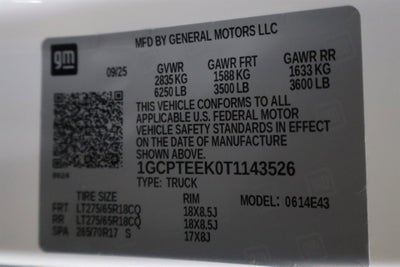 gm
MFD BY GENERAL MOTORS LLC
09/25 GVWR GAWR FRT GAWR RR
2835 KG 1588 KG 1633 KG
6250 LB 3500 LB 3600 LB
THIS VEHICLE CONFORMS TO ALL
APPLICABLE U.S. FEDERAL MOTOR
VEHICLE SAFETY STANDARDS IN EFFECT
ON THE DATE OF MANUFACTURE
SHOWN ABOVE.
1GCPTEEK0T1143526
TYPE: TRUCK
TIRE SIZE RIM MODEL: 0614E43
FRT LT275/65R18CQ 18X8.5J
RR LT275/65R18CQ 18X8.5J
SPA 265/70R17 S 17X8J